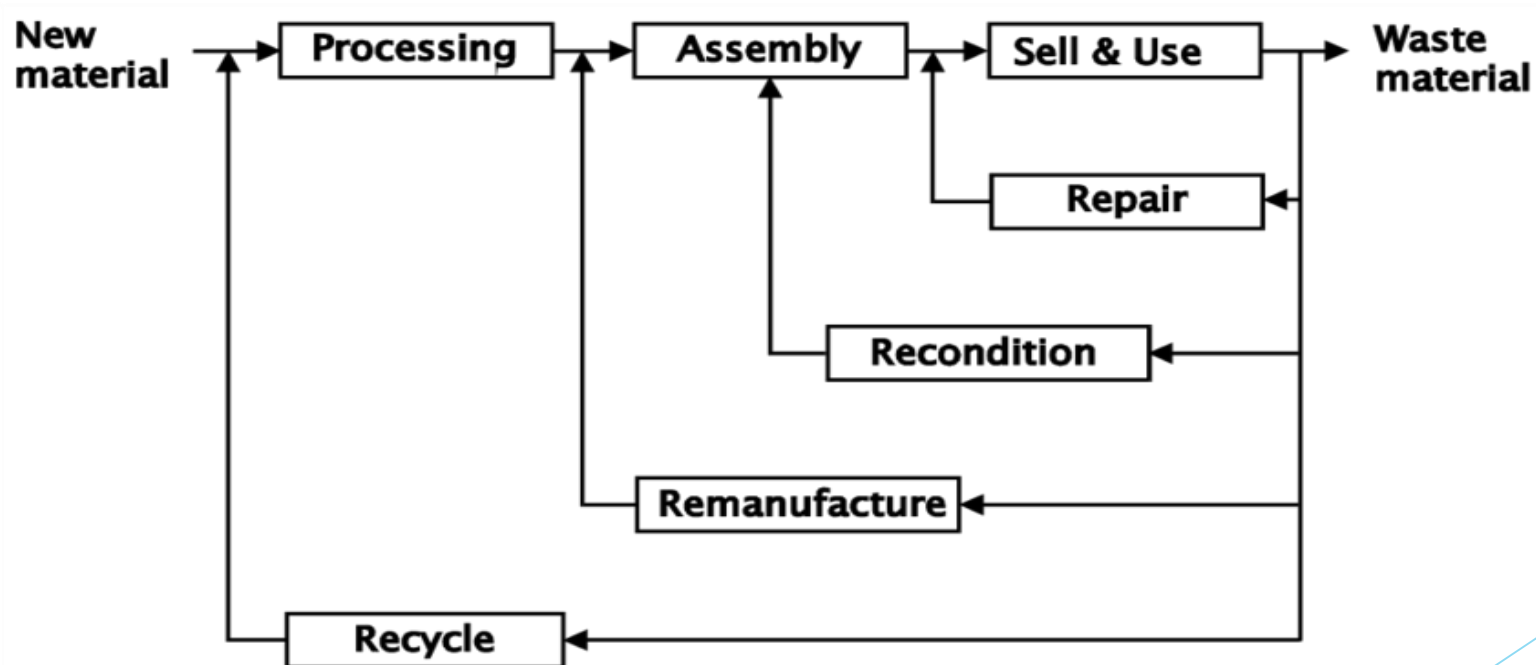 New
material
Processing
Assembly
Sell & Use
Waste
material
Repair
Recondition
Remanufacture
Recycle